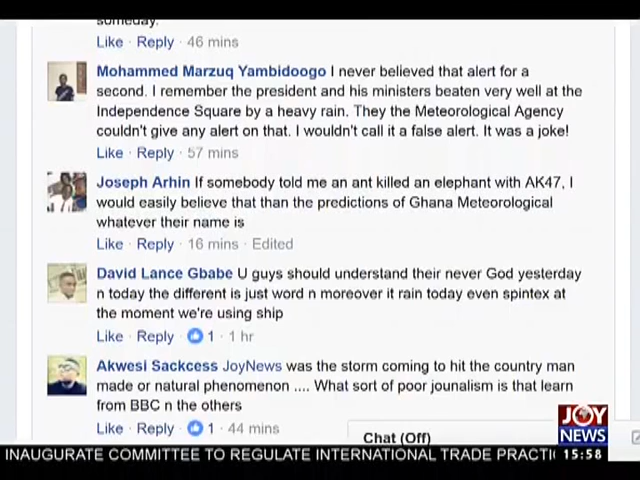 someday.
Like · Reply · 46 mins
Mohammed Marzuq Yambidoogo I never believed that alert for a
second. I remember the president and his ministers beaten very well at the
Independence Square by a heavy rain. They the Meteorological Agency
couldn't give any alert on that. I wouldn't call it a false alert. It was a joke!
Like · Reply · 57 mins
Joseph Arhin If somebody told me an ant killed an elephant with AK47, I
would easily believe that than the predictions of Ghana Meteorological
whatever their name is
Like · Reply · 16 mins · Edited
David Lance Gbabe U guys should understand their never God yesterday
n today the different is just word n moreover it rain today even spintex at
the moment we're using ship
Like · Reply · 1 · 1 hr
Akwesi Sackcess JoyNews was the storm coming to hit the country man
made or natural phenomenon .... What sort of poor jounalism is that learn
from BBC n the others
Like · Reply · 1 · 44 mins
Chat (Off)
JOY
NEWS
INAUGURATE COMMITTEE TO REGULATE INTERNATIONAL TRADE PRACTI
15:58